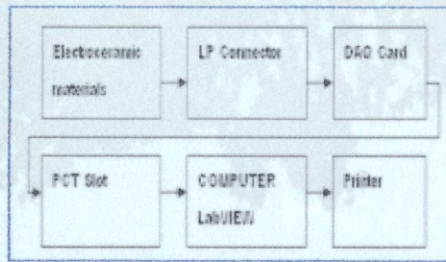 Electroceramic
materials
LP Connector
DAQ Card
PCT Slot
COMPUTER
LabVIEW
Printer